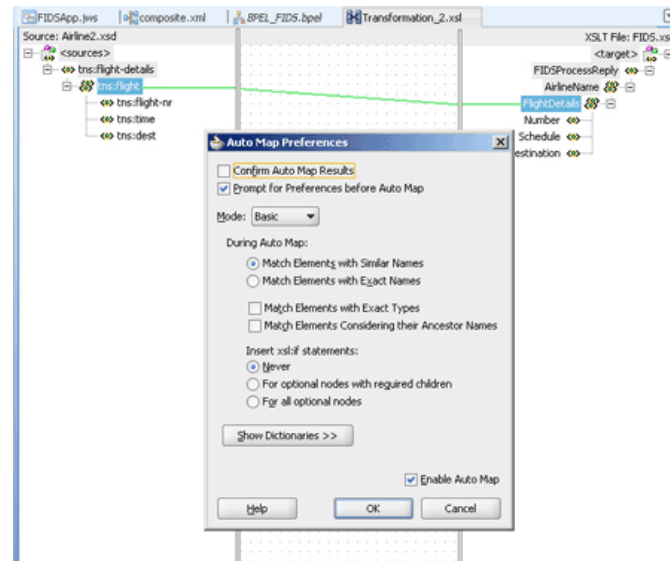 FIDSApp.jws
composite.xml
BPEL_FIDS.bpel
Transformation_2.xsl
Source: Airline2.xsd
XSLT File: FIDS.xs
<sources>
<target>
tns:flight-details
FIDSProcessReply
tns:flight
AirlineName
tns:flight-nr
FlightDetails
tns:time
Number
tns:dest
Schedule
estination
Auto Map Preferences
Confirm Auto Map Results
Prompt for Preferences before Auto Map
Mode: Basic
During Auto Map:
Match Elements with Similar Names
Match Elements with Exact Names
Match Elements with Exact Types
Match Elements Considering their Ancestor Names
Insert xsl:if statements:
Never
For optional nodes with required children
For all optional nodes
Show Dictionaries >>
Enable Auto Map
Help
OK
Cancel